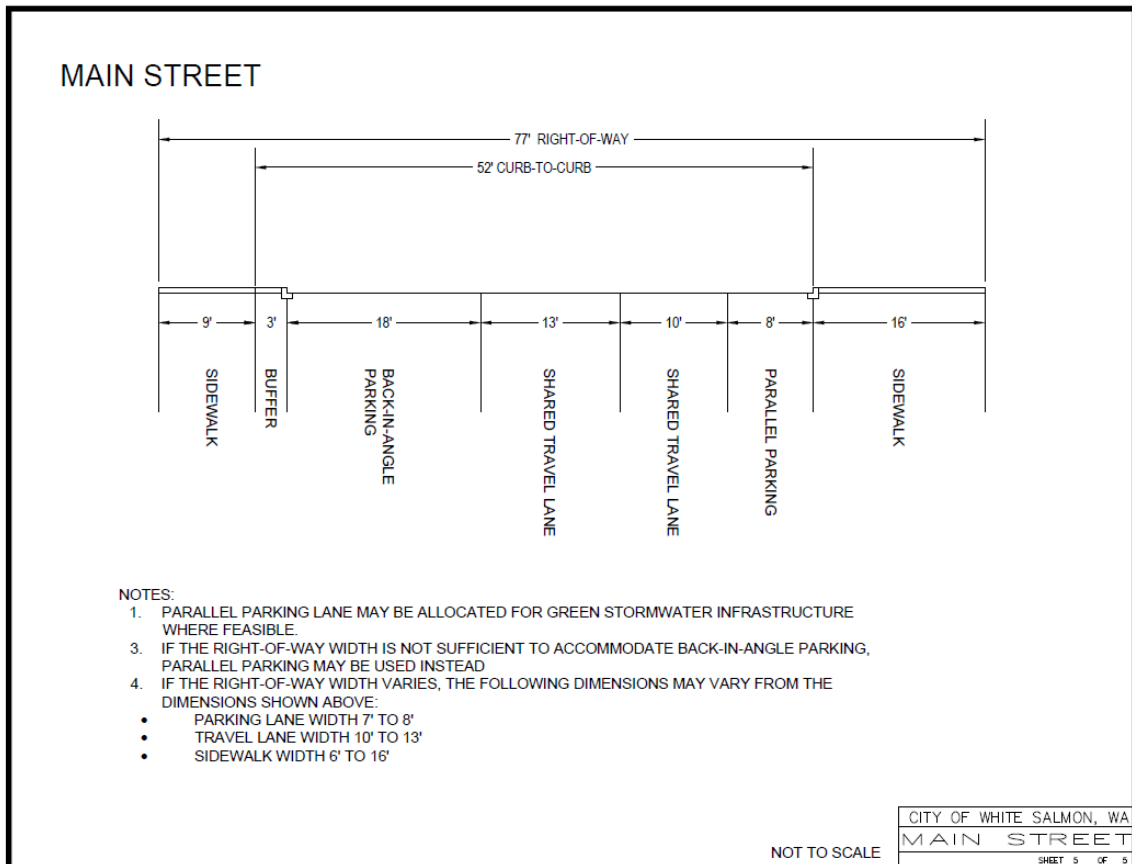 MAIN STREET
77' RIGHT-OF-WAY
52' CURB-TO-CURB
9' 3' 18' 13' 10' 8' 16'
SIDEWALK
BUFFER
BACK-IN-ANGLE
PARKING
SHARED TRAVEL LANE
SHARED TRAVEL LANE
PARALLEL PARKING
SIDEWALK
NOTES:
1. PARALLEL PARKING LANE MAY BE ALLOCATED FOR GREEN STORMWATER INFRASTRUCTURE
WHERE FEASIBLE.
3. IF THE RIGHT-OF-WAY WIDTH IS NOT SUFFICIENT TO ACCOMMODATE BACK-IN-ANGLE PARKING,
PARALLEL PARKING MAY BE USED INSTEAD
4. IF THE RIGHT-OF-WAY WIDTH VARIES, THE FOLLOWING DIMENSIONS MAY VARY FROM THE
DIMENSIONS SHOWN ABOVE:
• PARKING LANE WIDTH 7' TO 8'
• TRAVEL LANE WIDTH 10' TO 13'
• SIDEWALK WIDTH 6' TO 16'
NOT TO SCALE
CITY OF WHITE SALMON, WA
MAIN STREET
SHEET 5 OF 5